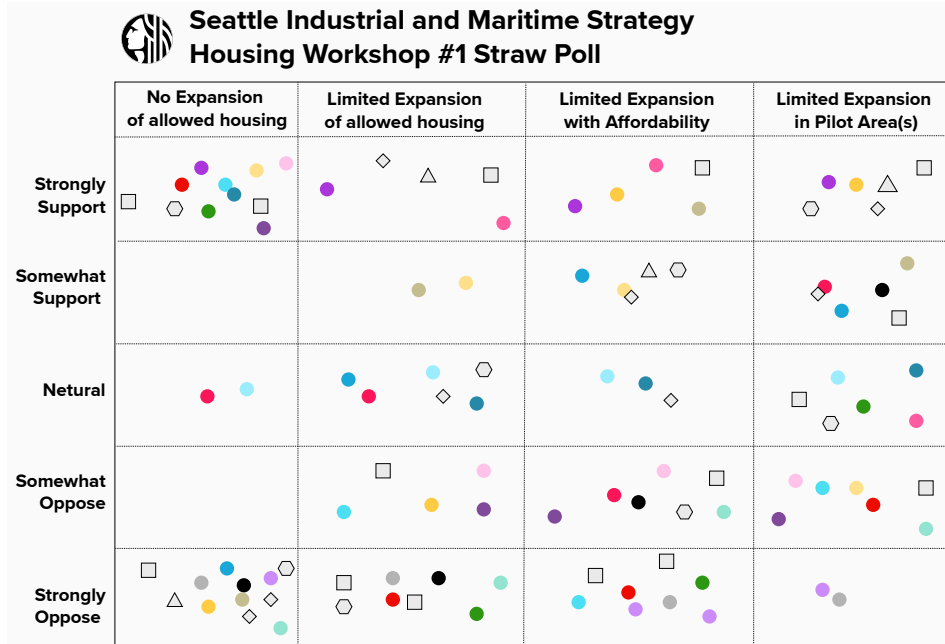 Seattle Industrial and Maritime Strategy
Housing Workshop #1 Straw Poll
No Expansion
of allowed housing
Limited Expansion
of allowed housing
Limited Expansion
with Affordability
Limited Expansion
in Pilot Area(s)
Strongly
Support
Somewhat
Support
Netural
Somewhat
Oppose
Strongly
Oppose